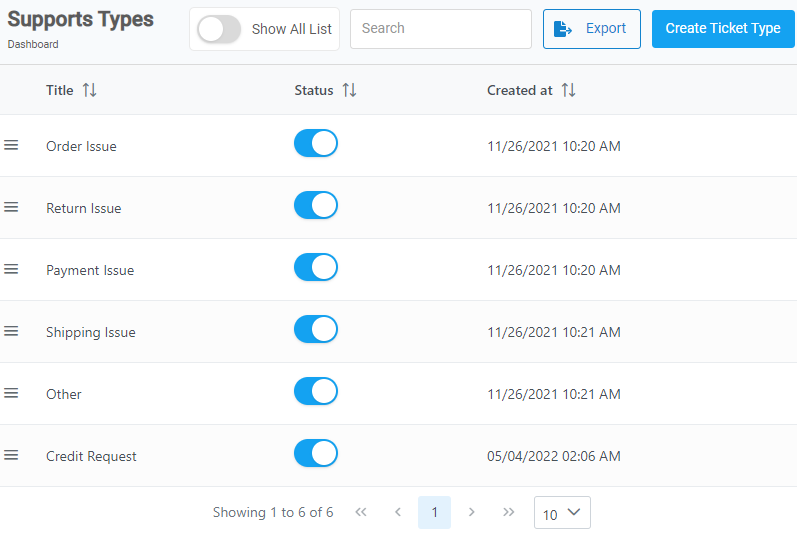 Supports Types
Dashboard
Show All List
Search
Export
Create Ticket Type
Title Status Created at
Order Issue 11/26/2021 10:20 AM
Return Issue 11/26/2021 10:20 AM
Payment Issue 11/26/2021 10:20 AM
Shipping Issue 11/26/2021 10:21 AM
Other 11/26/2021 10:21 AM
Credit Request 05/04/2022 02:06 AM
Showing 1 to 6 of 6 << < 1 > >> 10